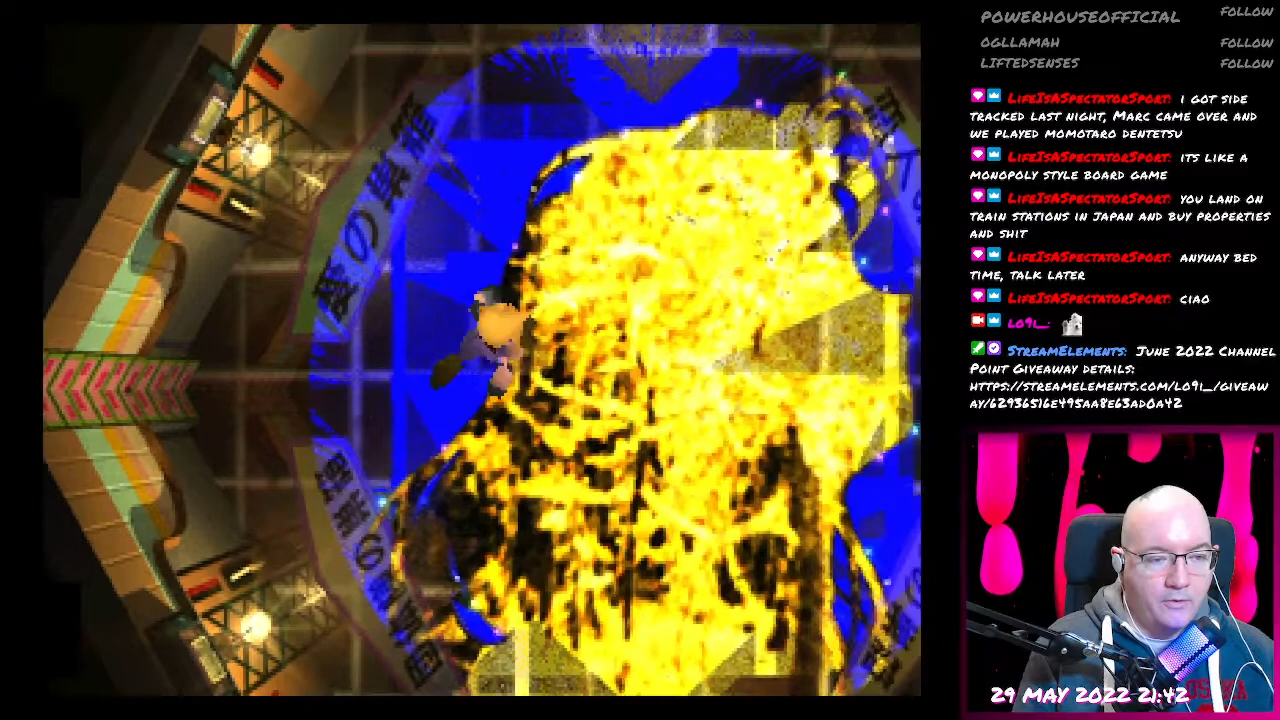 POWERHOUSEOFFICIAL FOLLOW
OGLLAMAH FOLLOW
LIFTEDSENSES FOLLOW
LIFEISASPECTATORSPORT: I GOT SIDE
TRACKED LAST NIGHT, MARC CAME OVER AND
WE PLAYED MOMOTARO DENTETSU
LIFEISASPECTATORSPORT: ITS LIKE A
MONOPOLY STYLE BOARD GAME
LIFEISASPECTATORSPORT: YOU LAND ON
TRAIN STATIONS IN JAPAN AND BUY PROPERTIES
AND SHIT
LIFEISASPECTATORSPORT: ANYWAY BED
TIME, TALK LATER
LIFEISASPECTATORSPORT: CIAO
LO9I_:
STREAMELEMENTS: JUNE 2022 CHANNEL
POINT GIVEAWAY DETAILS:
HTTPS://STREAMELEMENTS.COM/LO9I_/GIVEAW
AY/62936516E495AA8E63AD0A42
29 MAY 2022 21:42